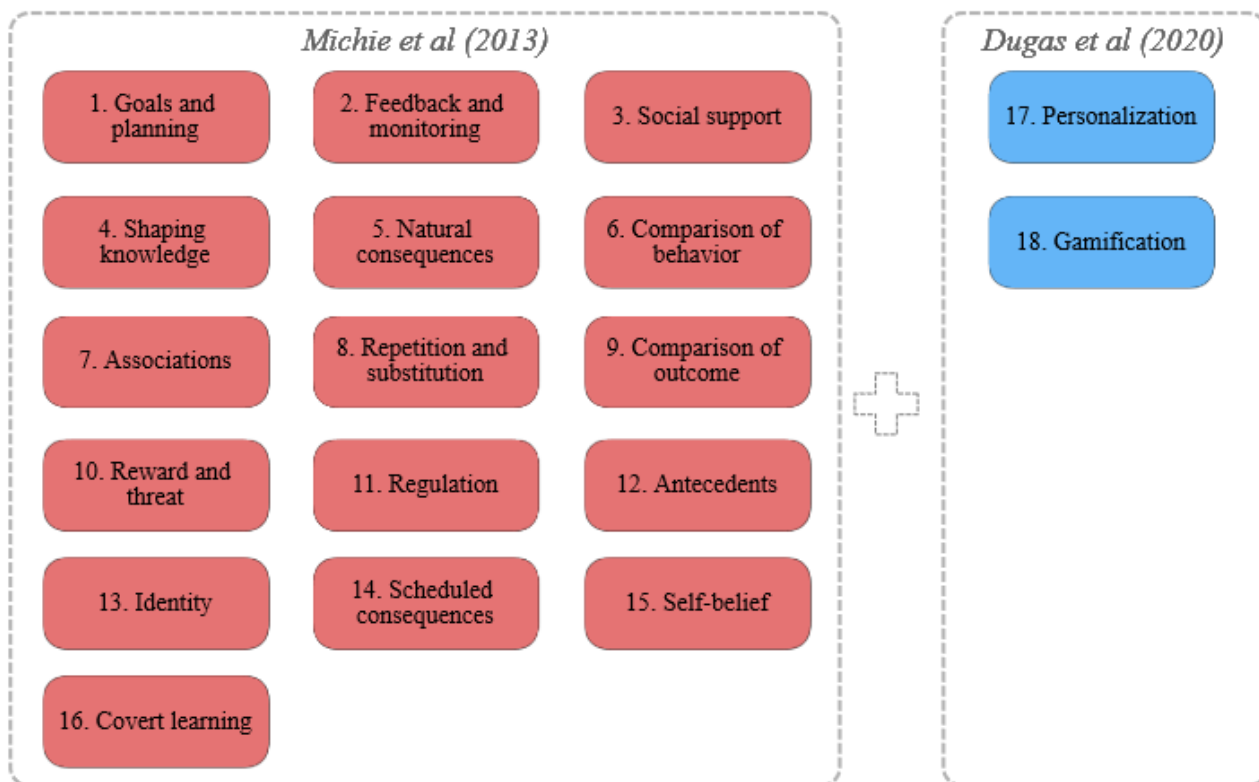 Michie et al (2013)
1. Goals and
planning
2. Feedback and
monitoring
3. Social support
4. Shaping
knowledge
5. Natural
consequences
6. Comparison of
behavior
7. Associations
8. Repetition and
substitution
9. Comparison of
outcome
10. Reward and
threat
11. Regulation
12. Antecedents
13. Identity
14. Scheduled
consequences
15. Self-belief
16. Covert learning
Dugas et al (2020)
17. Personalization
18. Gamification